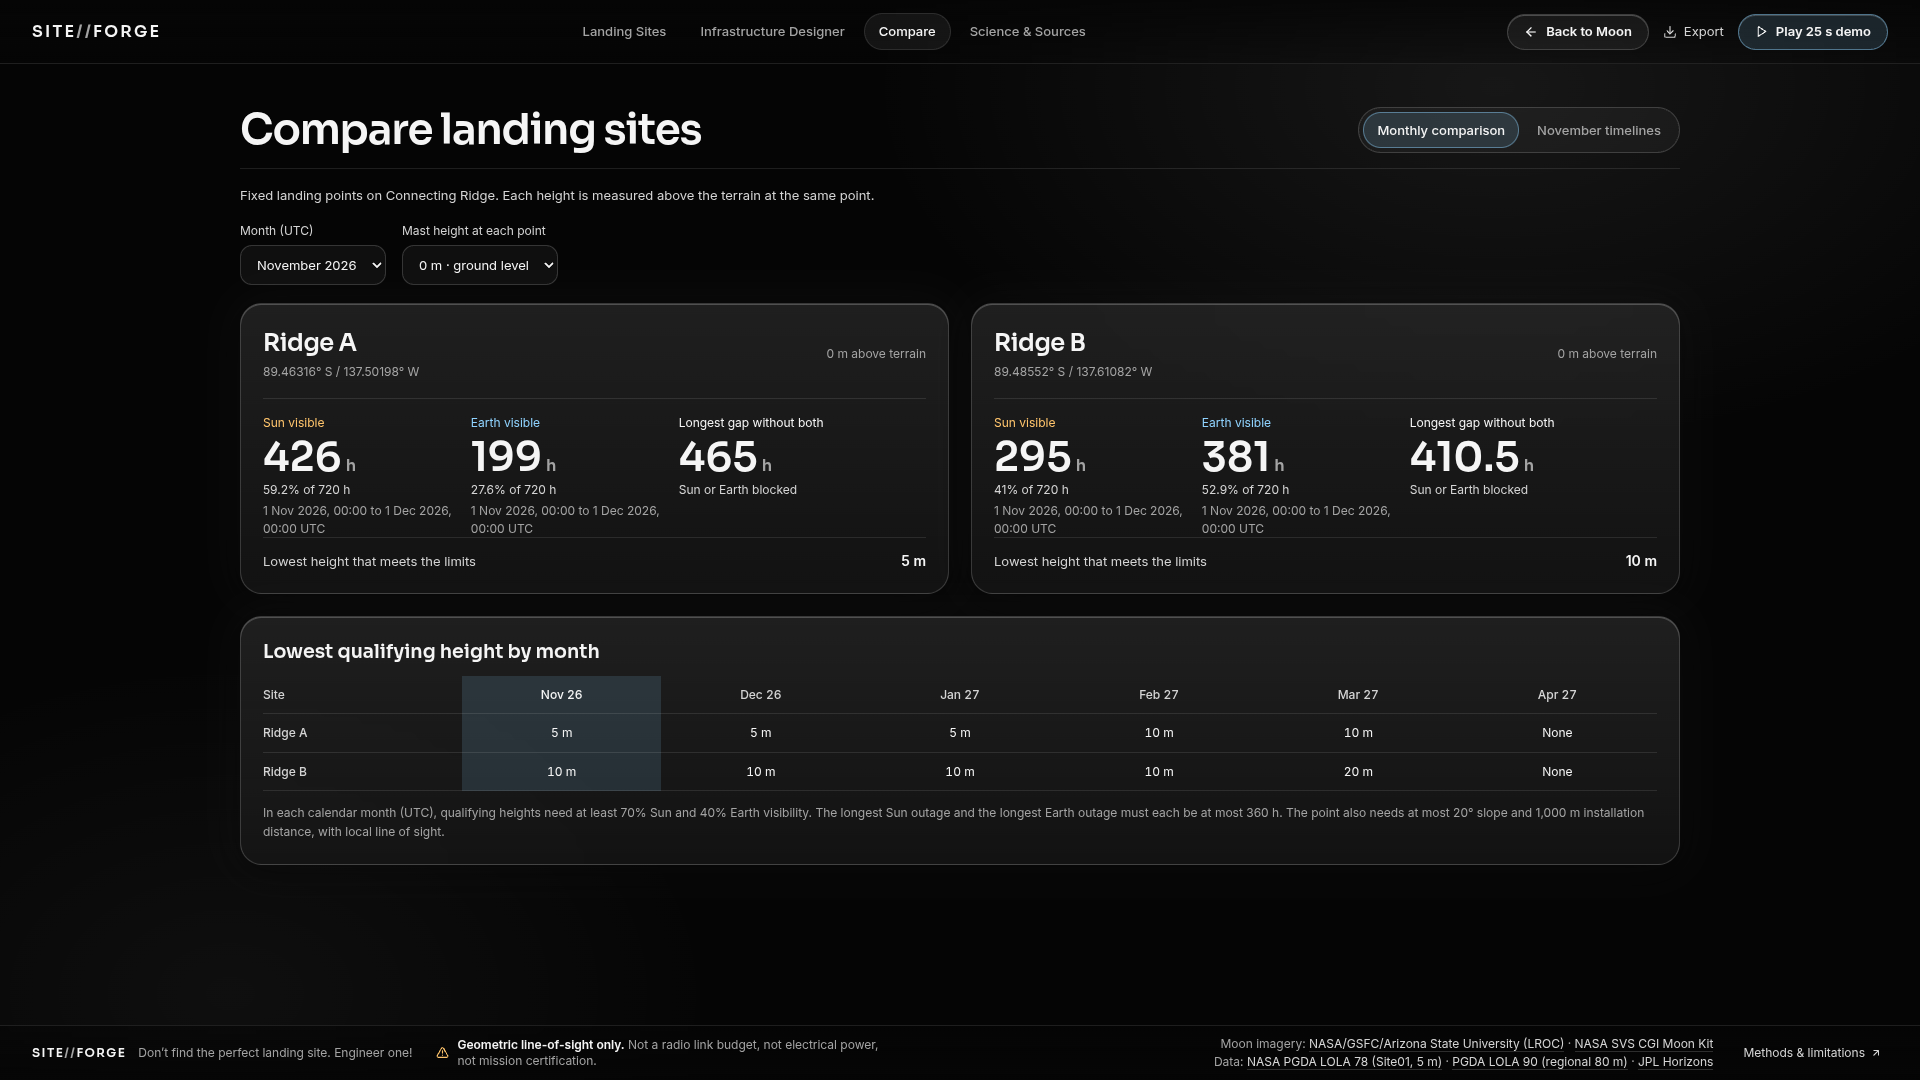 SITE//FORGE
Landing Sites
Infrastructure Designer
Compare
Science & Sources
Back to Moon
Export
Play 25 s demo
Compare landing sites
Monthly comparison
November timelines
Fixed landing points on Connecting Ridge. Each height is measured above the terrain at the same point.
Month (UTC)
Mast height at each point
November 2026
0 m · ground level
Ridge A
89.46316° S / 137.50198° W
0 m above terrain
Sun visible
426 h
59.2% of 720 h
1 Nov 2026, 00:00 to 1 Dec 2026,
00:00 UTC
Earth visible
199 h
27.6% of 720 h
1 Nov 2026, 00:00 to 1 Dec 2026,
00:00 UTC
Longest gap without both
465 h
Sun or Earth blocked
Lowest height that meets the limits
5 m
Ridge B
89.48552° S / 137.61082° W
0 m above terrain
Sun visible
295 h
41% of 720 h
1 Nov 2026, 00:00 to 1 Dec 2026,
00:00 UTC
Earth visible
381 h
52.9% of 720 h
1 Nov 2026, 00:00 to 1 Dec 2026,
00:00 UTC
Longest gap without both
410.5 h
Sun or Earth blocked
Lowest height that meets the limits
10 m
Lowest qualifying height by month
Site Nov 26 Dec 26 Jan 27 Feb 27 Mar 27 Apr 27
Ridge A 5 m 5 m 5 m 10 m 10 m None
Ridge B 10 m 10 m 10 m 10 m 20 m None
In each calendar month (UTC), qualifying heights need at least 70% Sun and 40% Earth visibility. The longest Sun outage and the longest Earth outage must each be at most 360 h. The point also needs at most 20° slope and 1,000 m installation
distance, with local line of sight.
SITE//FORGE
Don't find the perfect landing site. Engineer one!
Geometric line-of-sight only. Not a radio link budget, not electrical power,
not mission certification.
Moon imagery: NASA/GSFC/Arizona State University (LROC) · NASA SVS CGI Moon Kit
Data: NASA PGDA LOLA 78 (Site01, 5 m) · PGDA LOLA 90 (regional 80 m) · JPL Horizons
Methods & limitations